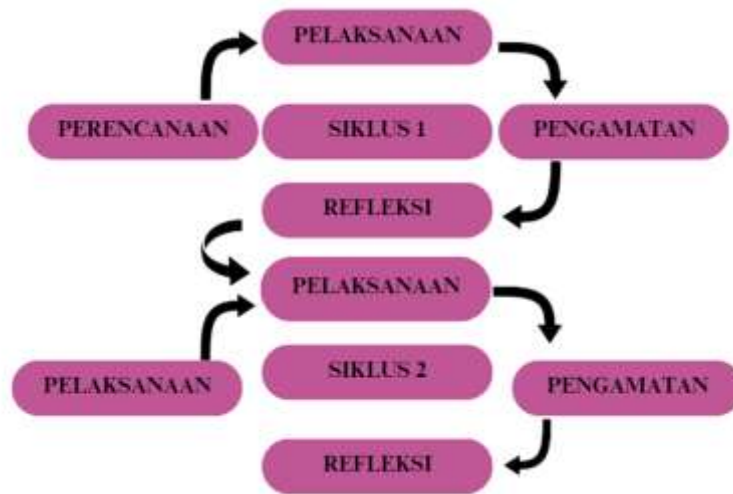 PELAKSANAAN
PERENCANAAN
SIKLUS 1
PENGAMATAN
REFLEKSI
PELAKSANAAN
PELAKSANAAN
SIKLUS 2
PENGAMATAN
REFLEKSI